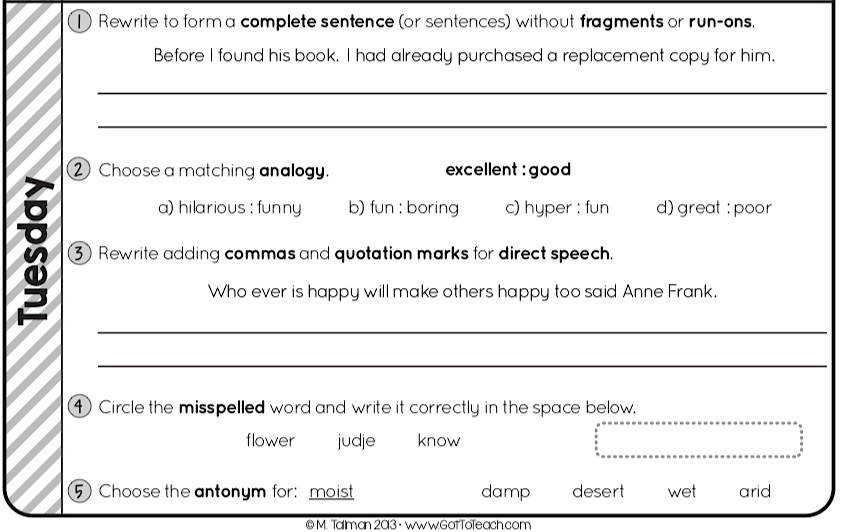 Tuesday
1 Rewrite to form a complete sentence (or sentences) without fragments or run-ons.
Before I found his book. I had already purchased a replacement copy for him.
2 Choose a matching analogy. excellent : good
a) hilarious : funny b) fun : boring c) hyper : fun d) great : poor
3 Rewrite adding commas and quotation marks for direct speech.
Who ever is happy will make others happy too said Anne Frank.
4 Circle the misspelled word and write it correctly in the space below.
flower judje know
5 Choose the antonym for: moist damp desert wet arid
© M. Tallman 2013 • www.GotToTeach.com